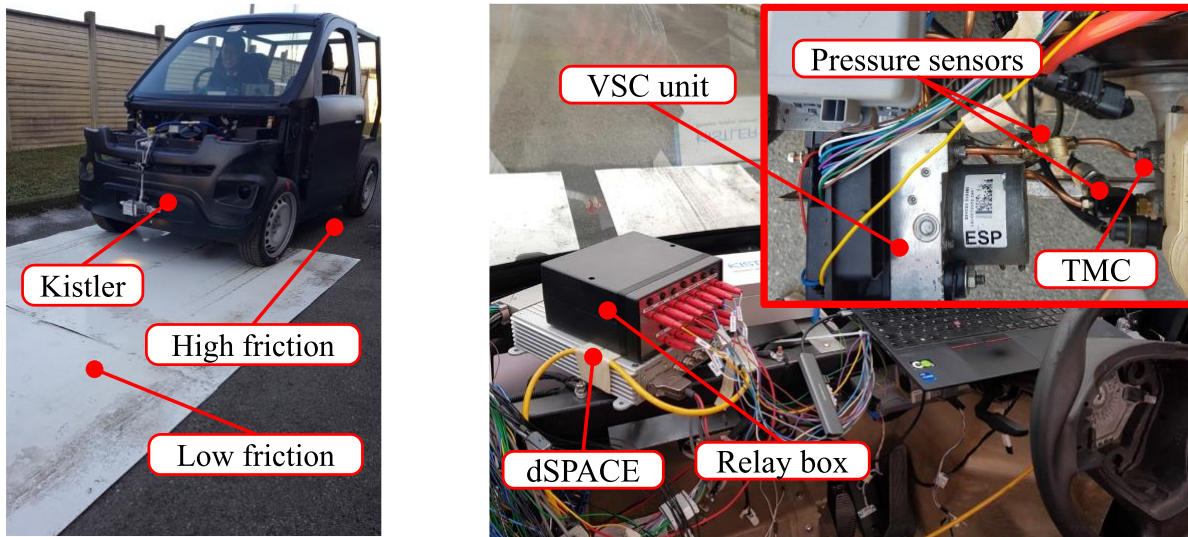 Kistler
High friction
Low friction
VSC unit
Pressure sensors
ESP
TMC
dSPACE
Relay box